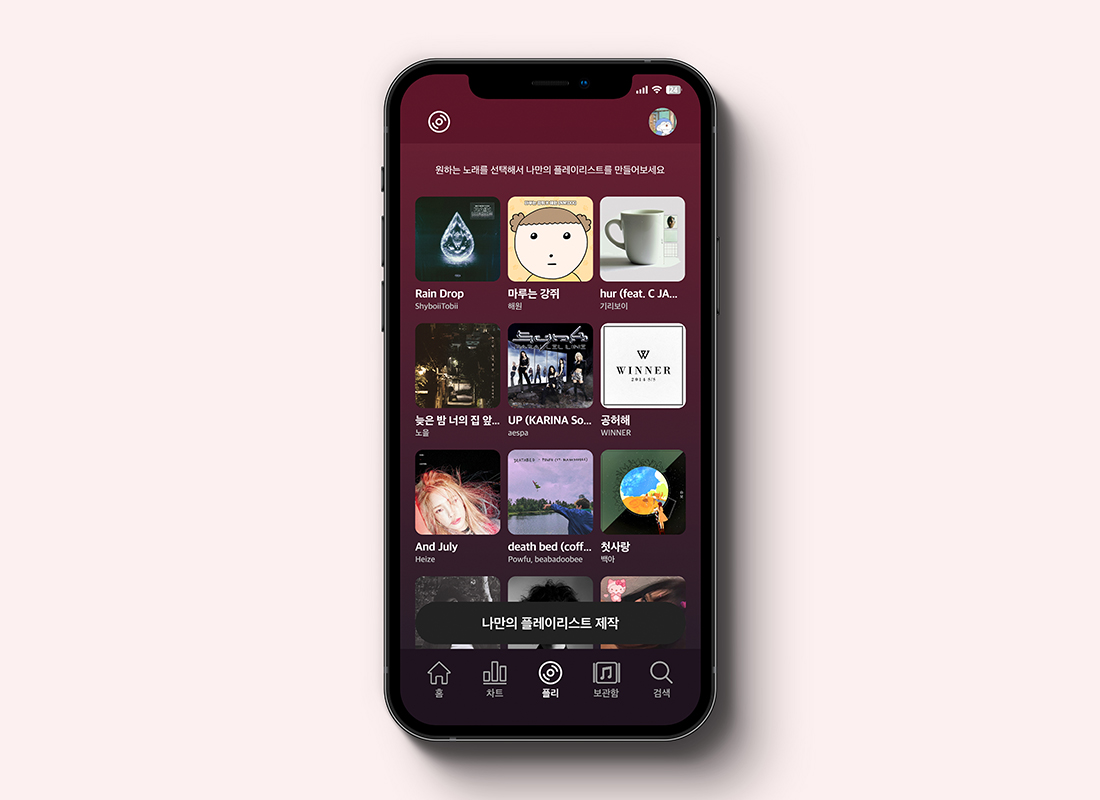 24
원하는 노래를 선택해서 나만의 플레이리스트를 만들어보세요
Rain Drop
ShyboiiTobii
마루는 강쥐
해원
hur (feat. C JA...
기리보이
SYNK
PARALLEL LINE
W
WINNER
2014 S/S
늦은 밤 너의 집 앞...
노을
UP (KARINA So...
aespa
공허해
WINNER
And July
Heize
death bed (coff...
Powfu, beabadoobee
첫사랑
백아
나만의 플레이리스트 제작
홈
차트
플리
보관함
검색